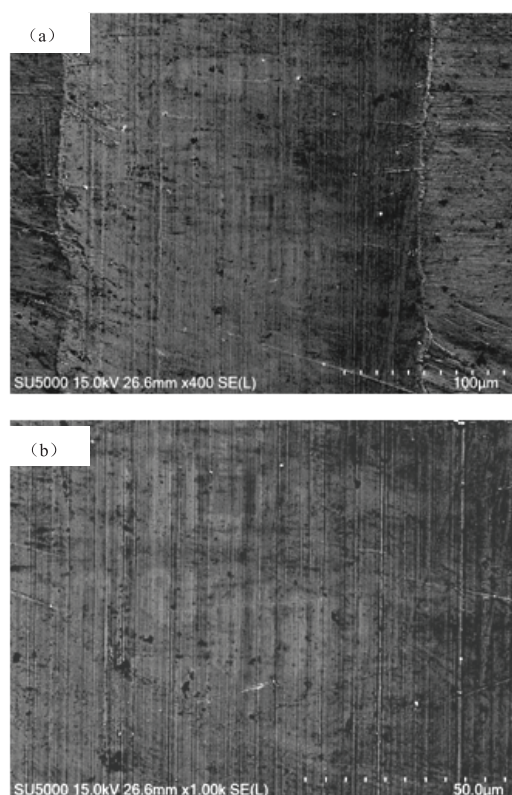 （a）
SU5000 15.0kV 26.6mm x400 SE(L)
100μm
（b）
SU5000 15.0kV 26.6mm x1.00k SE(L)
50.0μm